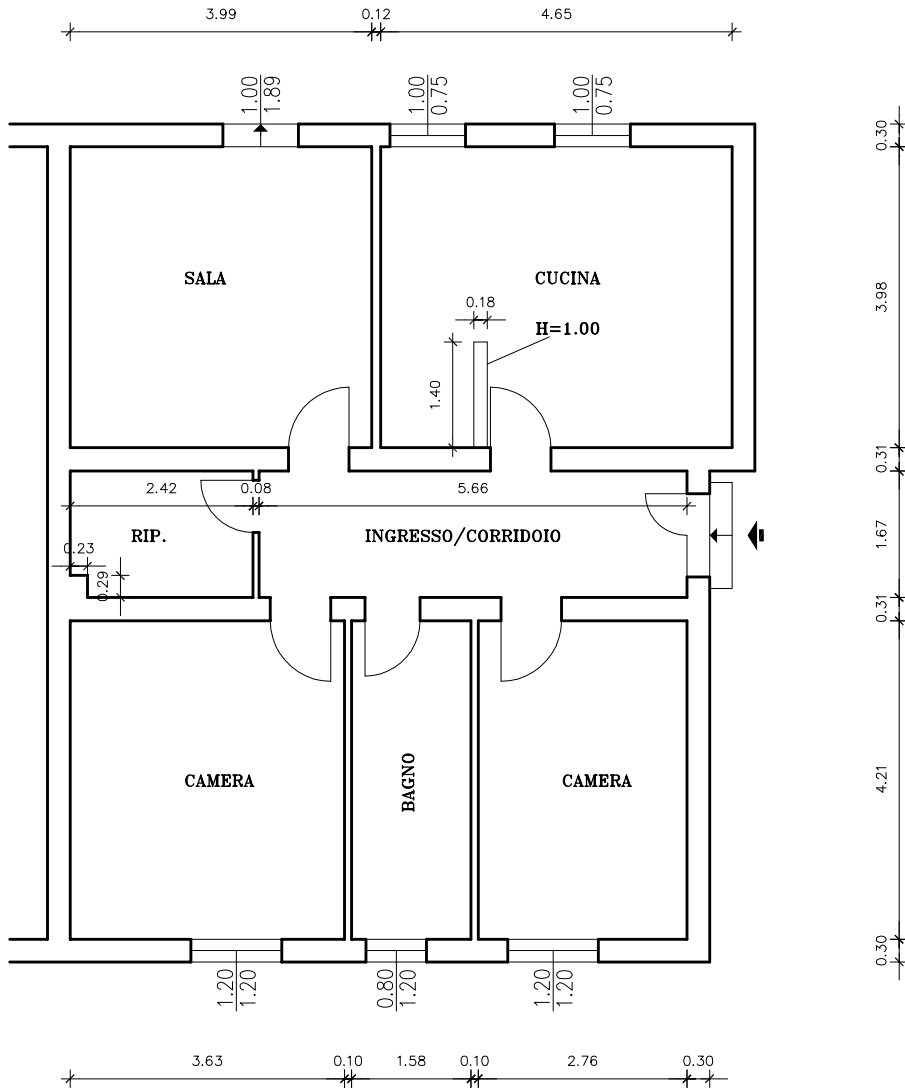 3.99 0.12 4.65
1.00
1.89
1.00
0.75
1.00
0.75
0.30
SALA
CUCINA
3.98
0.18
H=1.00
1.40
0.31
2.42 0.08 5.66
RIP.
INGRESSO/CORRIDOIO
1.67
0.23
0.29
0.31
CAMERA
BAGNO
CAMERA
4.21
0.30
1.20
1.20
0.80
1.20
1.20
1.20
3.63 0.10 1.58 0.10 2.76 0.30